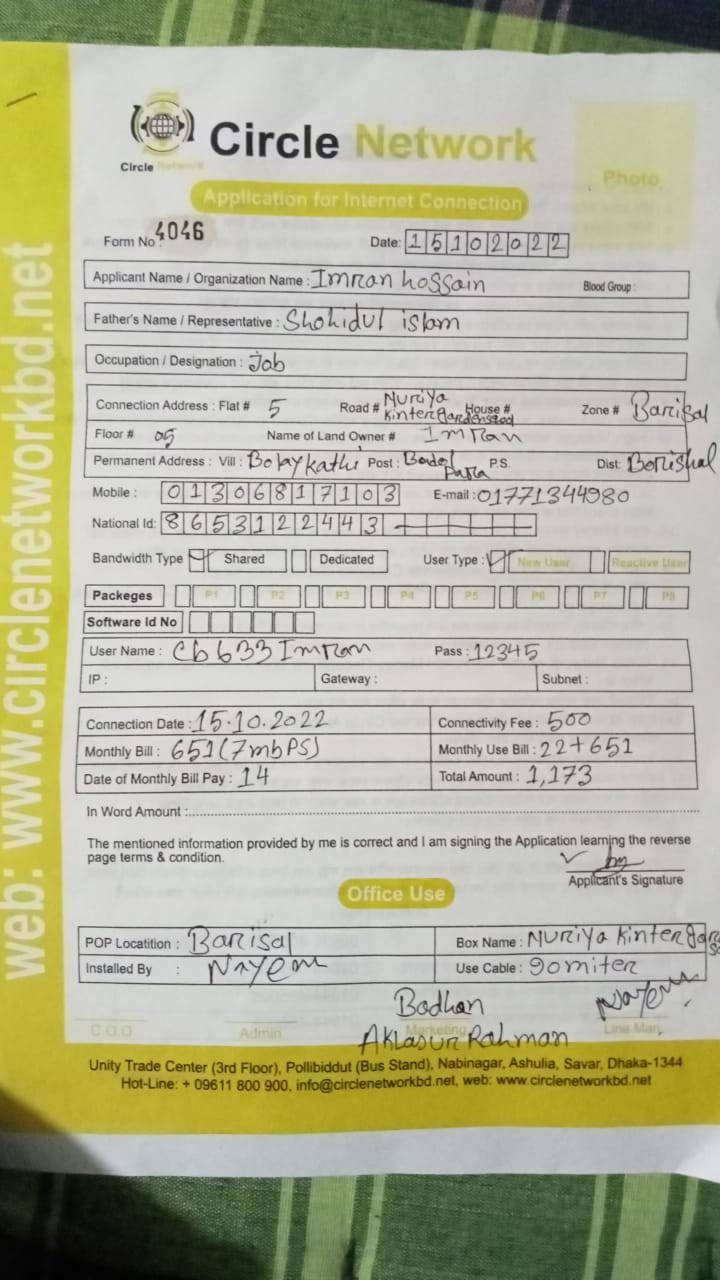 Circle Network
Circle Network
Photo
Application for Internet Connection
Form No : 4046 Date: 15102022
Applicant Name / Organization Name : Imran hossain Blood Group :
Father's Name / Representative : Shohidul islam
Occupation / Designation : Job
Connection Address : Flat # 5 Road # Nuriya Kintergardenstod House # Zone # Barisal
Floor # 05 Name of Land Owner # Imran
Permanent Address : Vill : Bolaykathi Post : Para P.S. Dist: Borishal
Mobile : 01306817103 E-mail : 01771344980
National Id: 8653122443
Bandwidth Type Shared Dedicated User Type : New User Reactive User
Packeges P1 P2 P3 P4 P5 P6 P7 P8
Software Id No
User Name : Cb633Imran Pass : 12345
IP : Gateway : Subnet :
Connection Date : 15.10.2022 Connectivity Fee : 500
Monthly Bill : 651(7mbPS) Monthly Use Bill : 22+651
Date of Monthly Bill Pay : 14 Total Amount : 1,173
In Word Amount :
The mentioned information provided by me is correct and I am signing the Application learning the reverse
page terms & condition.
Applicant's Signature
Office Use
POP Locatition : Barisal Box Name : Nuriya Kinter
Installed By : Nayem Use Cable : 90miter
Bodhan Nayem
C.O.O Admin Marketing Line Man
Aklasur Rahman
Unity Trade Center (3rd Floor), Pollibiddut (Bus Stand), Nabinagar, Ashulia, Savar, Dhaka-1344
Hot-Line: + 09611 800 900, info@circlenetworkbd.net, web: www.circlenetworkbd.net
web: www.circlenetworkbd.net